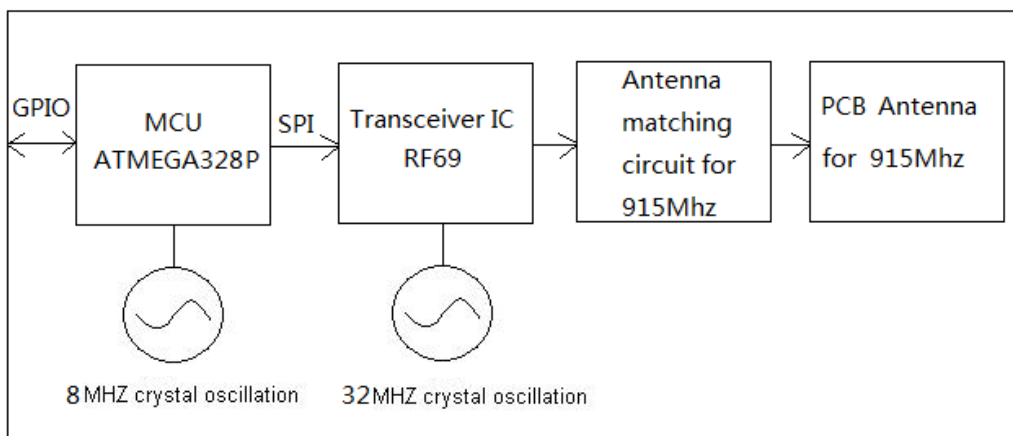 GPIO
MCU
ATMEGA328P
SPI
Transceiver IC
RF69
Antenna
matching
circuit for
915Mhz
PCB Antenna
for 915Mhz
8MHZ crystal oscillation
32MHZ crystal oscillation